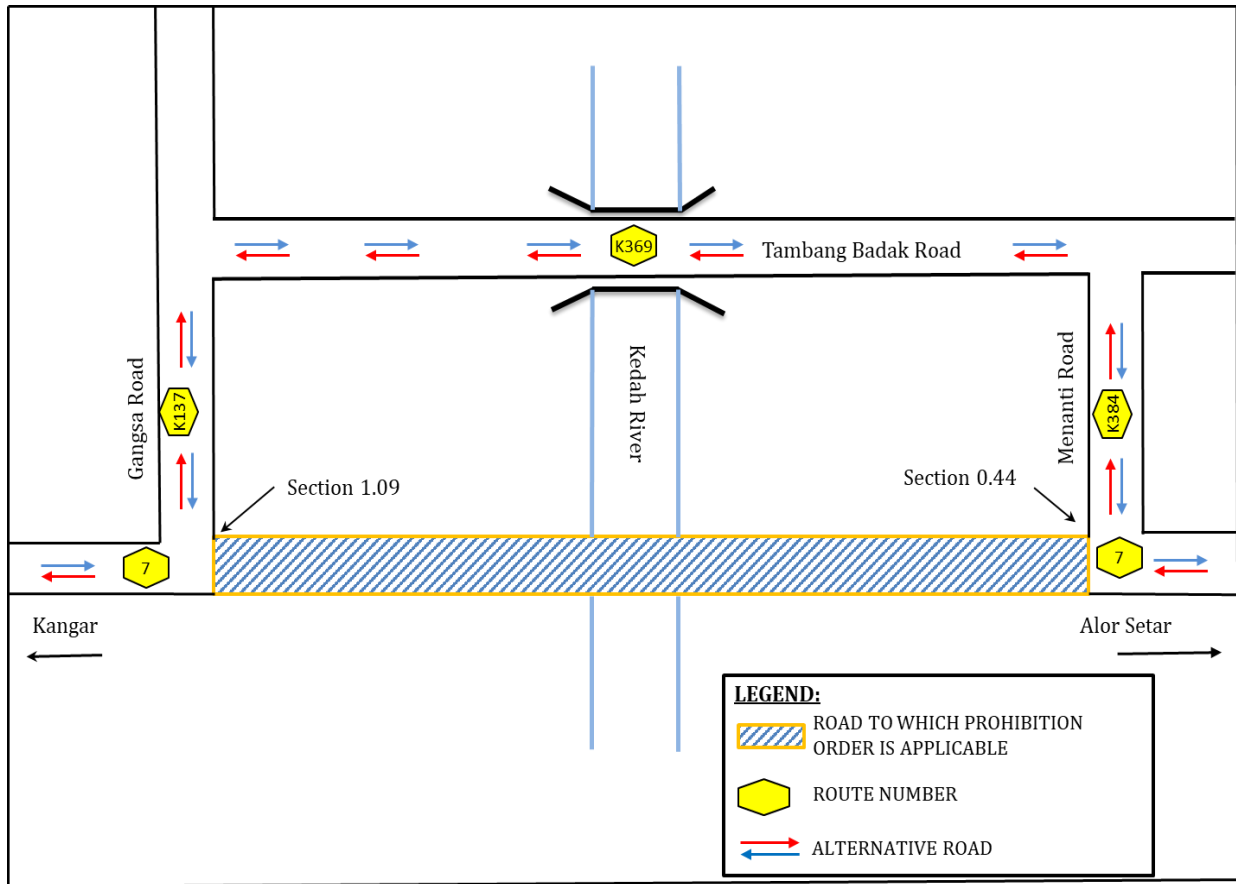 K369
Tambang Badak Road
Gangsa Road
K137
Kedah River
Menanti Road
K384
Section 1.09
Section 0.44
7
7
Kangar
Alor Setar
LEGEND:
ROAD TO WHICH PROHIBITION
ORDER IS APPLICABLE
ROUTE NUMBER
ALTERNATIVE ROAD